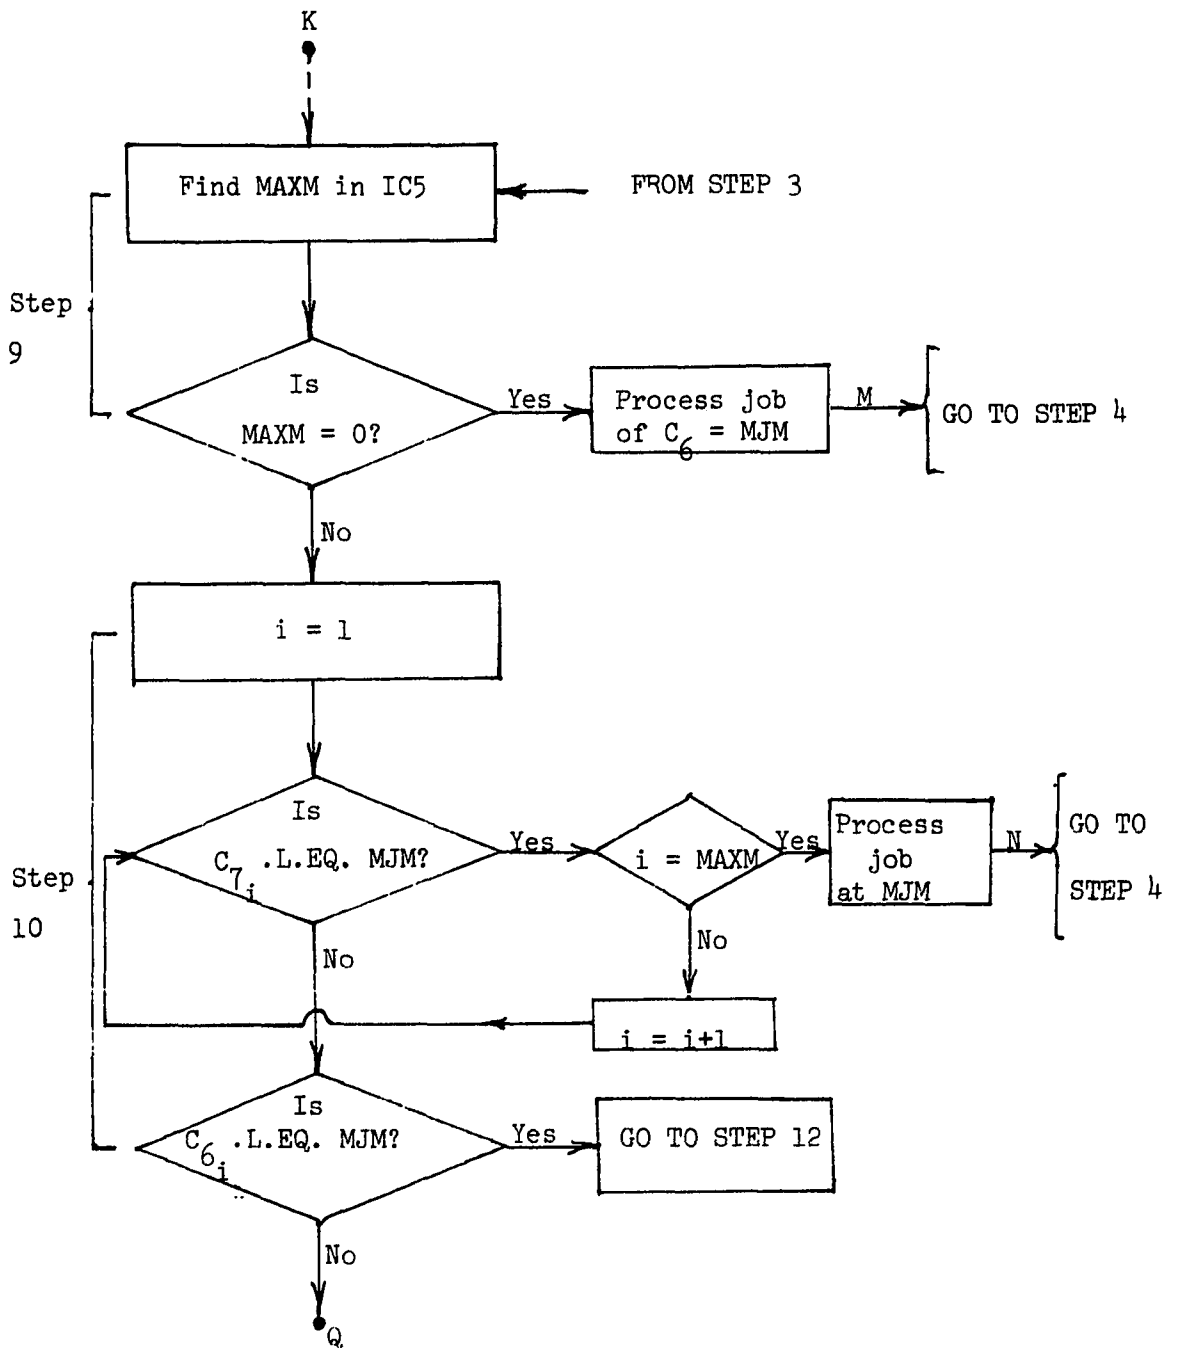 K
Find MAXM in IC5
FROM STEP 3
Step
9
Is
MAXM = 0?
Yes
Process job
of C6 = MJM
M
GO TO STEP 4
No
i = 1
Step
10
Is
C7i .L.EQ. MJM?
Yes
i = MAXM
Yes
Process
job
at MJM
N
GO TO
STEP 4
No
No
i = i+1
Is
C6i .L.EQ. MJM?
Yes
GO TO STEP 12
No
Q